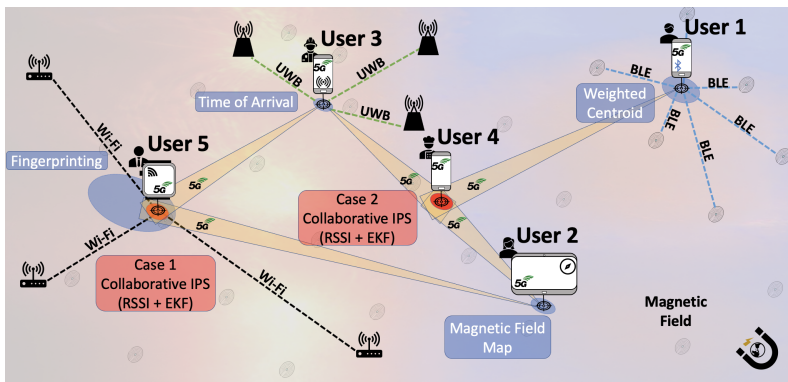 User 3
5G
UWB
UWB
UWB
Time of Arrival
User 1
5G
BLE
BLE
BLE
BLE
BLE
Weighted
Centroid
Wi-Fi
Fingerprinting
User 5
5G
5G
5G
Wi-Fi
Wi-Fi
Case 1
Collaborative IPS
(RSSI + EKF)
User 4
5G
5G
5G
5G
Case 2
Collaborative IPS
(RSSI + EKF)
User 2
5G
Magnetic Field
Map
Magnetic
Field